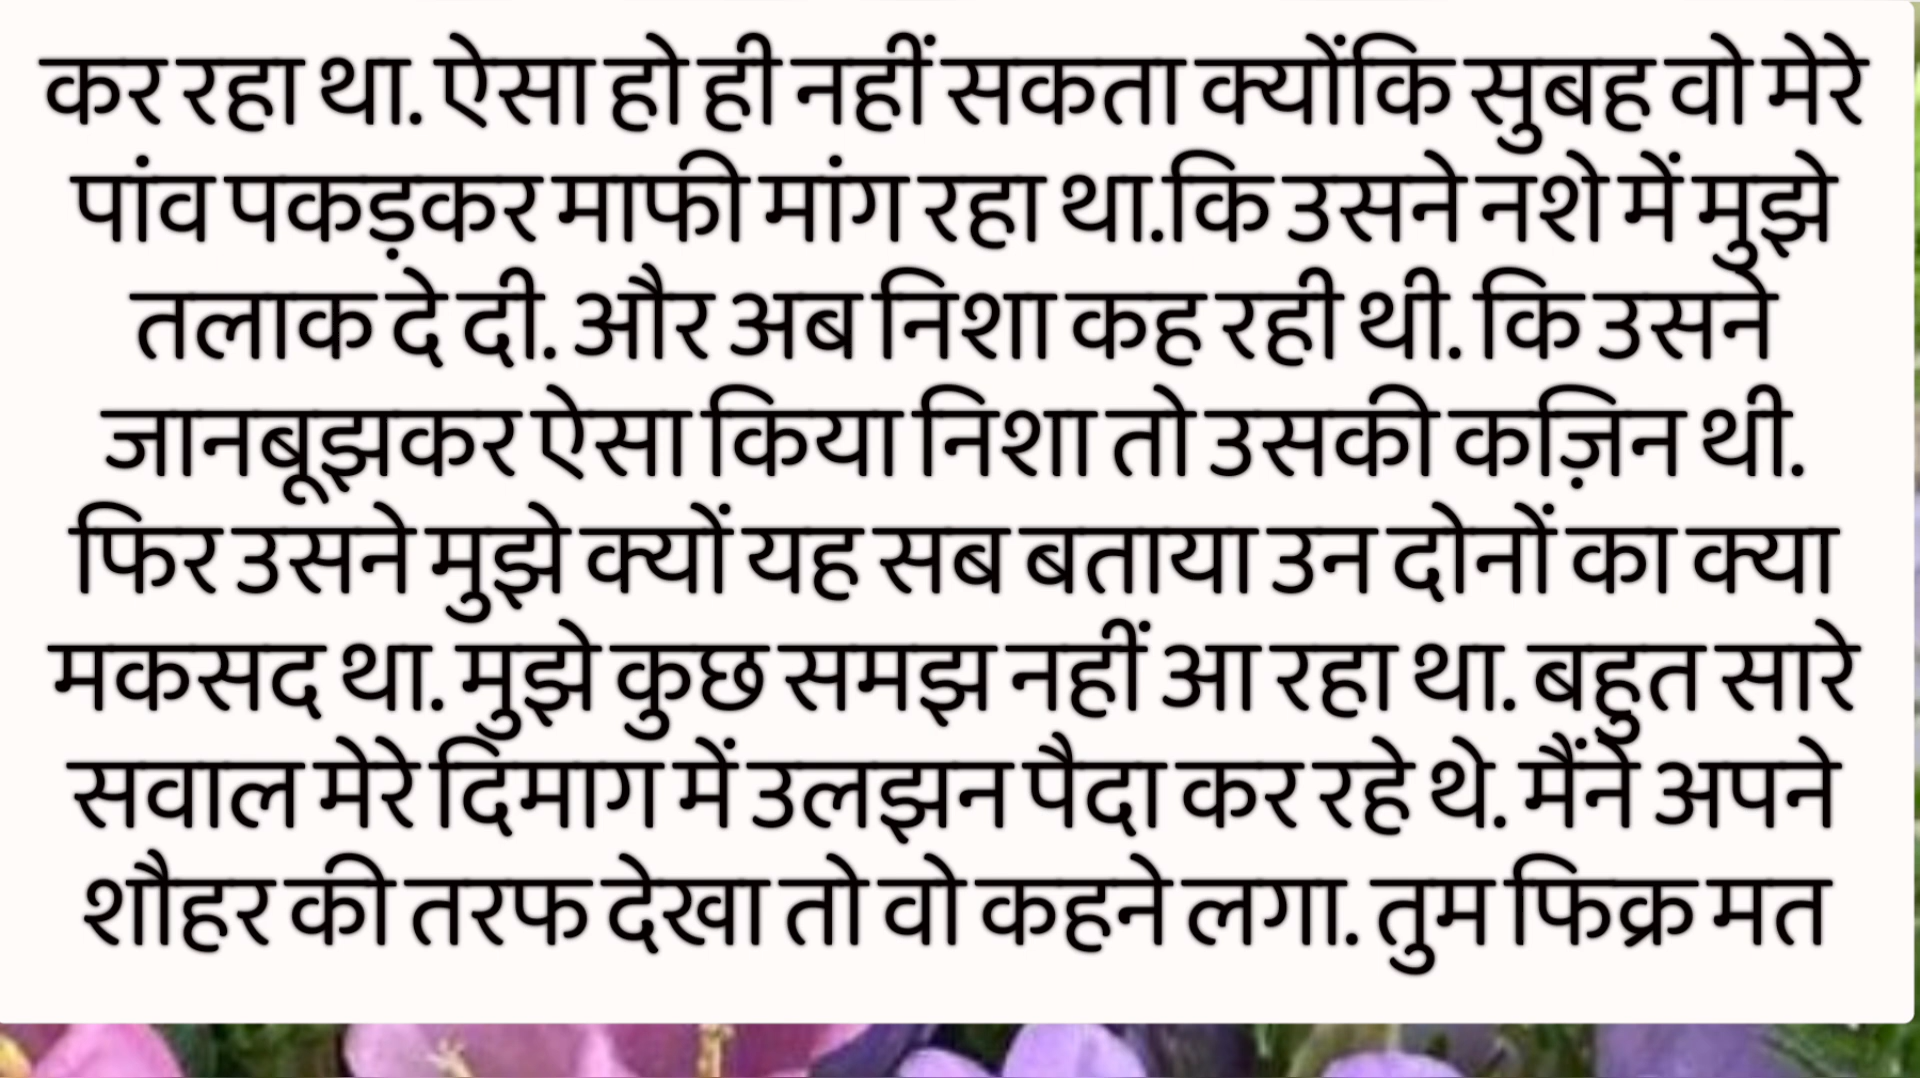 कर रहा था. ऐसा हो ही नहीं सकता क्योंकि सुबह वो मेरे
पांव पकड़कर माफी मांग रहा था.कि उसने नशे में मुझे
तलाक दे दी. और अब निशा कह रही थी. कि उसने
जानबूझकर ऐसा किया निशा तो उसकी कज़िन थी.
फिर उसने मुझे क्यों यह सब बताया उन दोनों का क्या
मकसद था. मुझे कुछ समझ नहीं आ रहा था. बहुत सारे
सवाल मेरे दिमाग में उलझन पैदा कर रहे थे. मैंने अपने
शौहर की तरफ देखा तो वो कहने लगा. तुम फिक्र मत